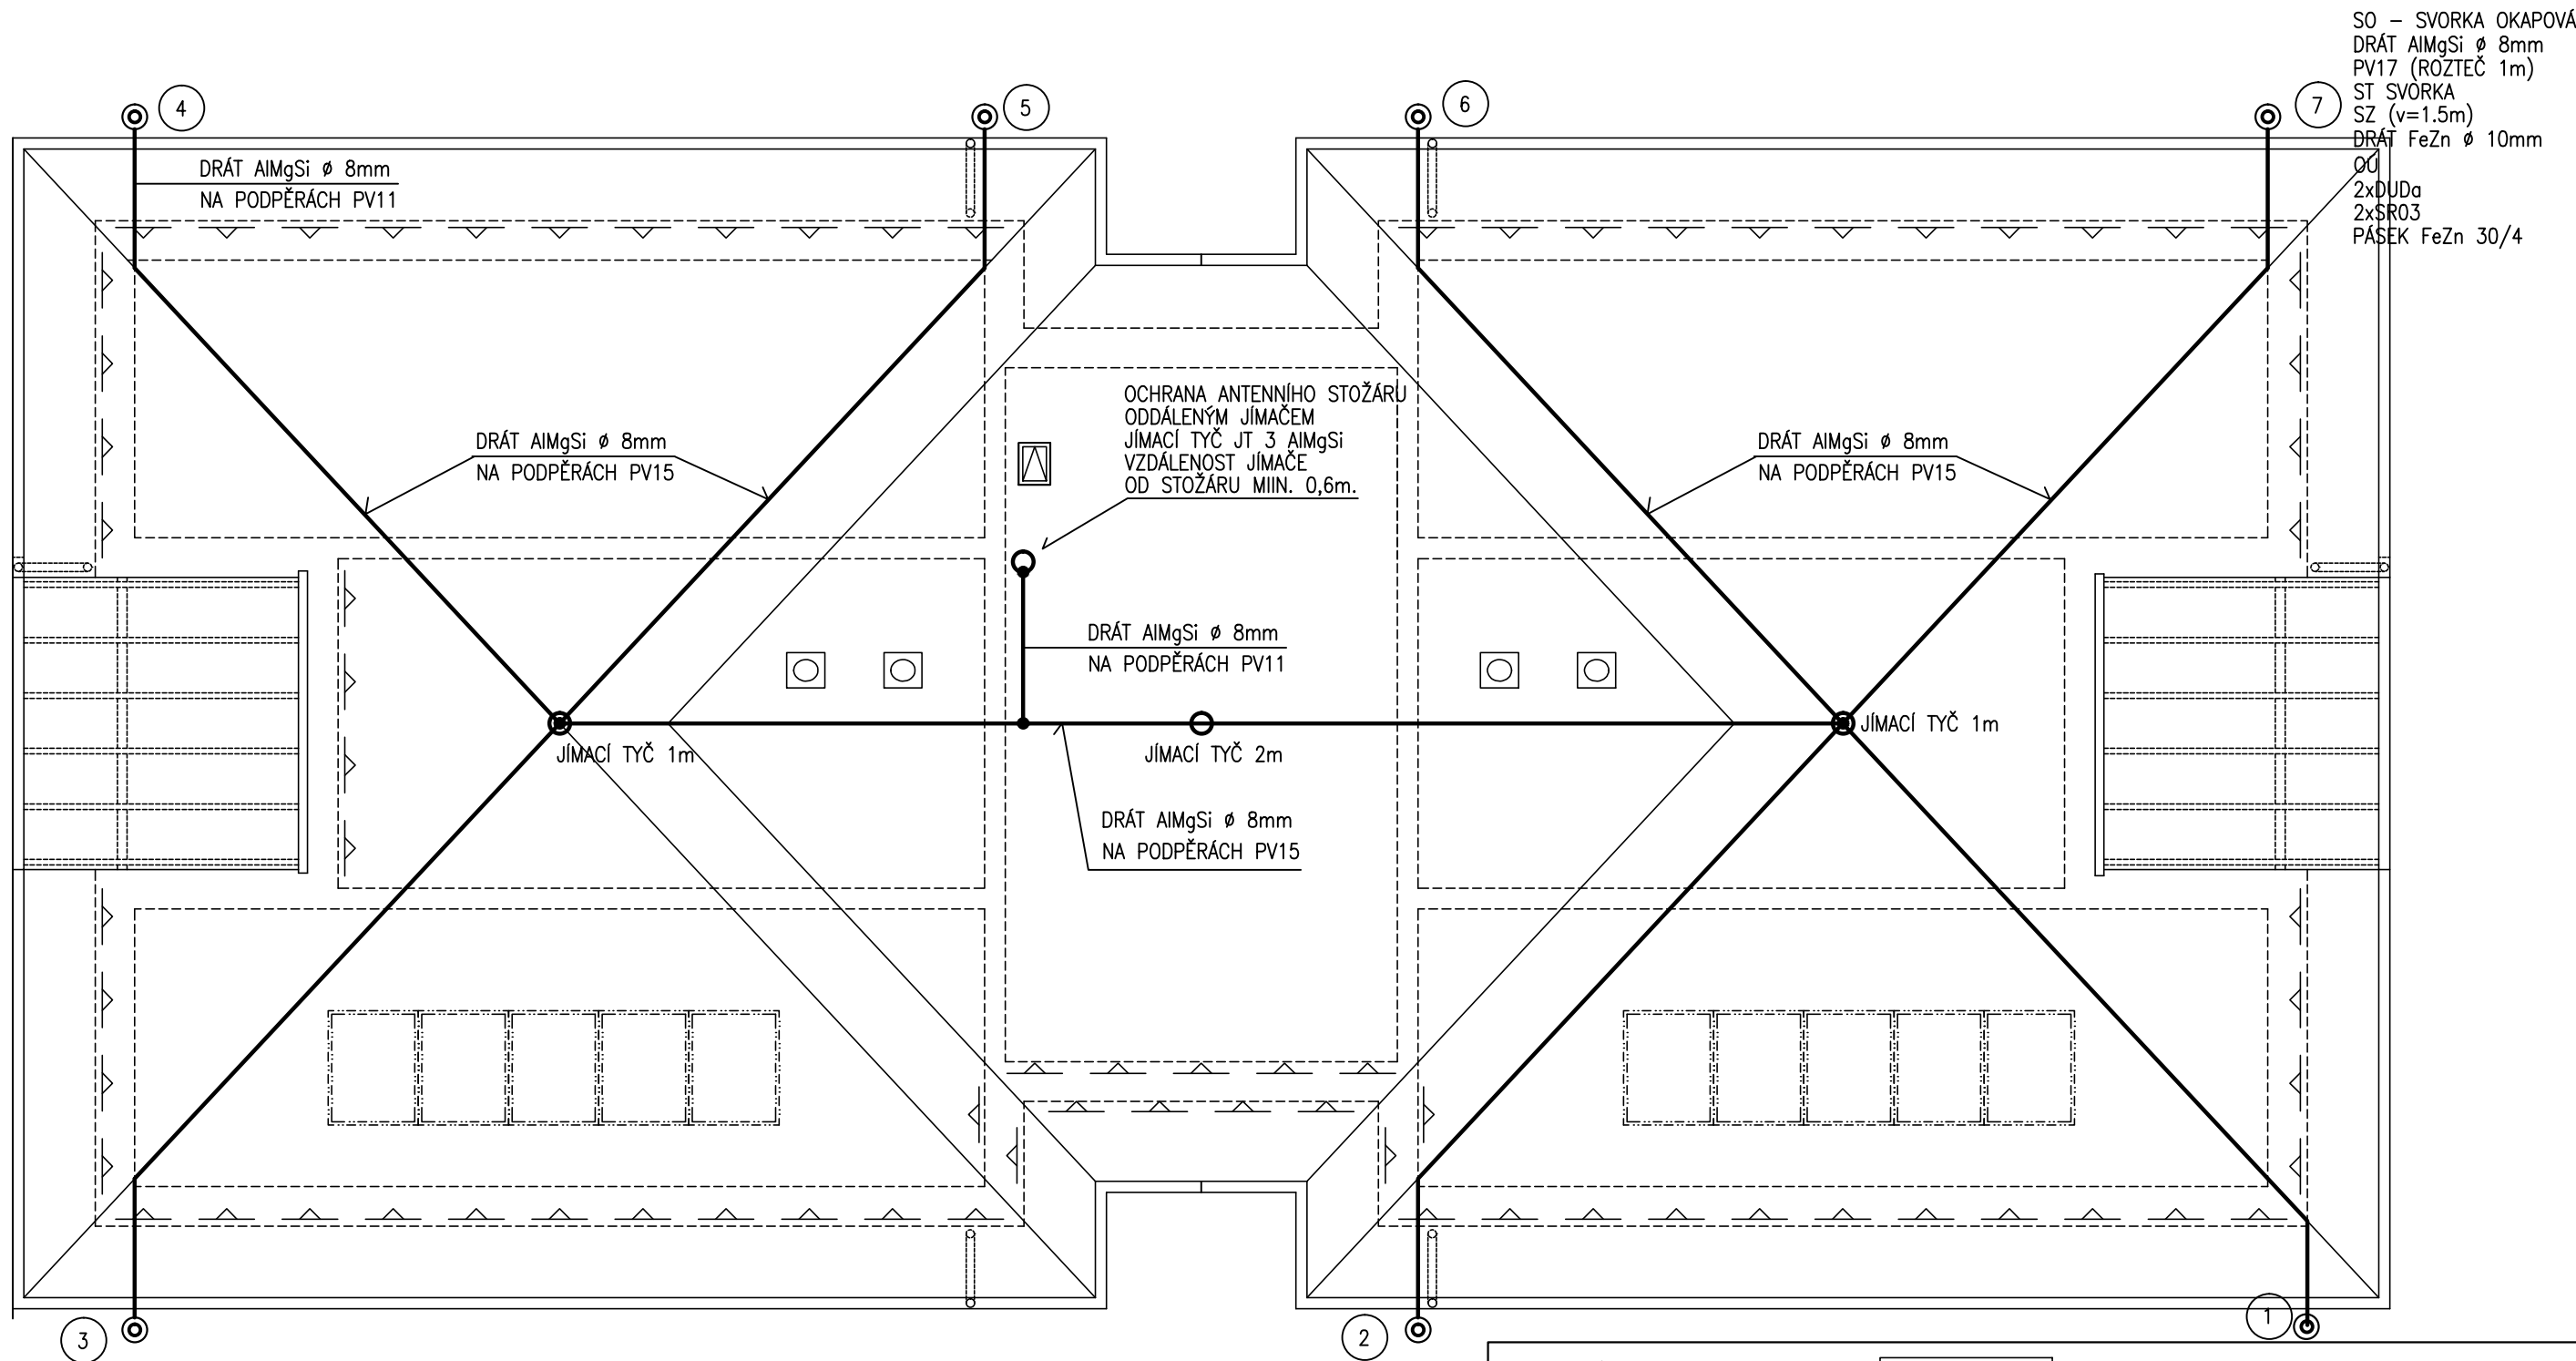 SO - SVORKA OKAPOVÁ
DRÁT AlMgSi ø 8mm
PV17 (ROZTEČ 1m)
ST SVORKA
SZ (v=1.5m)
DRÁT FeZn ø 10mm
OU
2xDUDa
2xSR03
PÁSEK FeZn 30/4
4
5
6
7
DRÁT AlMgSi ø 8mm
NA PODPĚRÁCH PV11
OCHRANA ANTENNÍHO STOŽÁRU
ODDÁLENÝM JÍMAČEM
JÍMACÍ TYČ JT 3 AlMgSi
VZDÁLENOST JÍMAČE
OD STOŽÁRU MIIN. 0,6m.
DRÁT AlMgSi ø 8mm
NA PODPĚRÁCH PV15
DRÁT AlMgSi ø 8mm
NA PODPĚRÁCH PV15
DRÁT AlMgSi ø 8mm
NA PODPĚRÁCH PV11
JÍMACÍ TYČ 1m
JÍMACÍ TYČ 2m
JÍMACÍ TYČ 1m
DRÁT AlMgSi ø 8mm
NA PODPĚRÁCH PV15
3
2
1